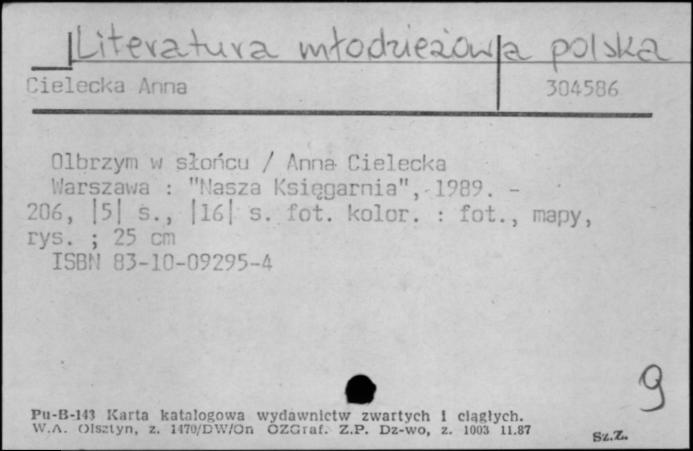 Literatura młodzieżowa polska
Cielecka Anna 304586
Olbrzym w słońcu / Anna Cielecka
Warszawa : "Nasza Księgarnia", 1989. -
206, |5| s., |16| s. fot. kolor. : fot., mapy,
rys. ; 25 cm
ISBN 83-10-09295-4
9
Pu-B-143 Karta katalogowa wydawnictw zwartych i ciągłych.
W.A. Olsztyn, z. 1470/DW/On OZGraf. Z.P. Dz-wo, z. 1003 11.87
Sz.Z.